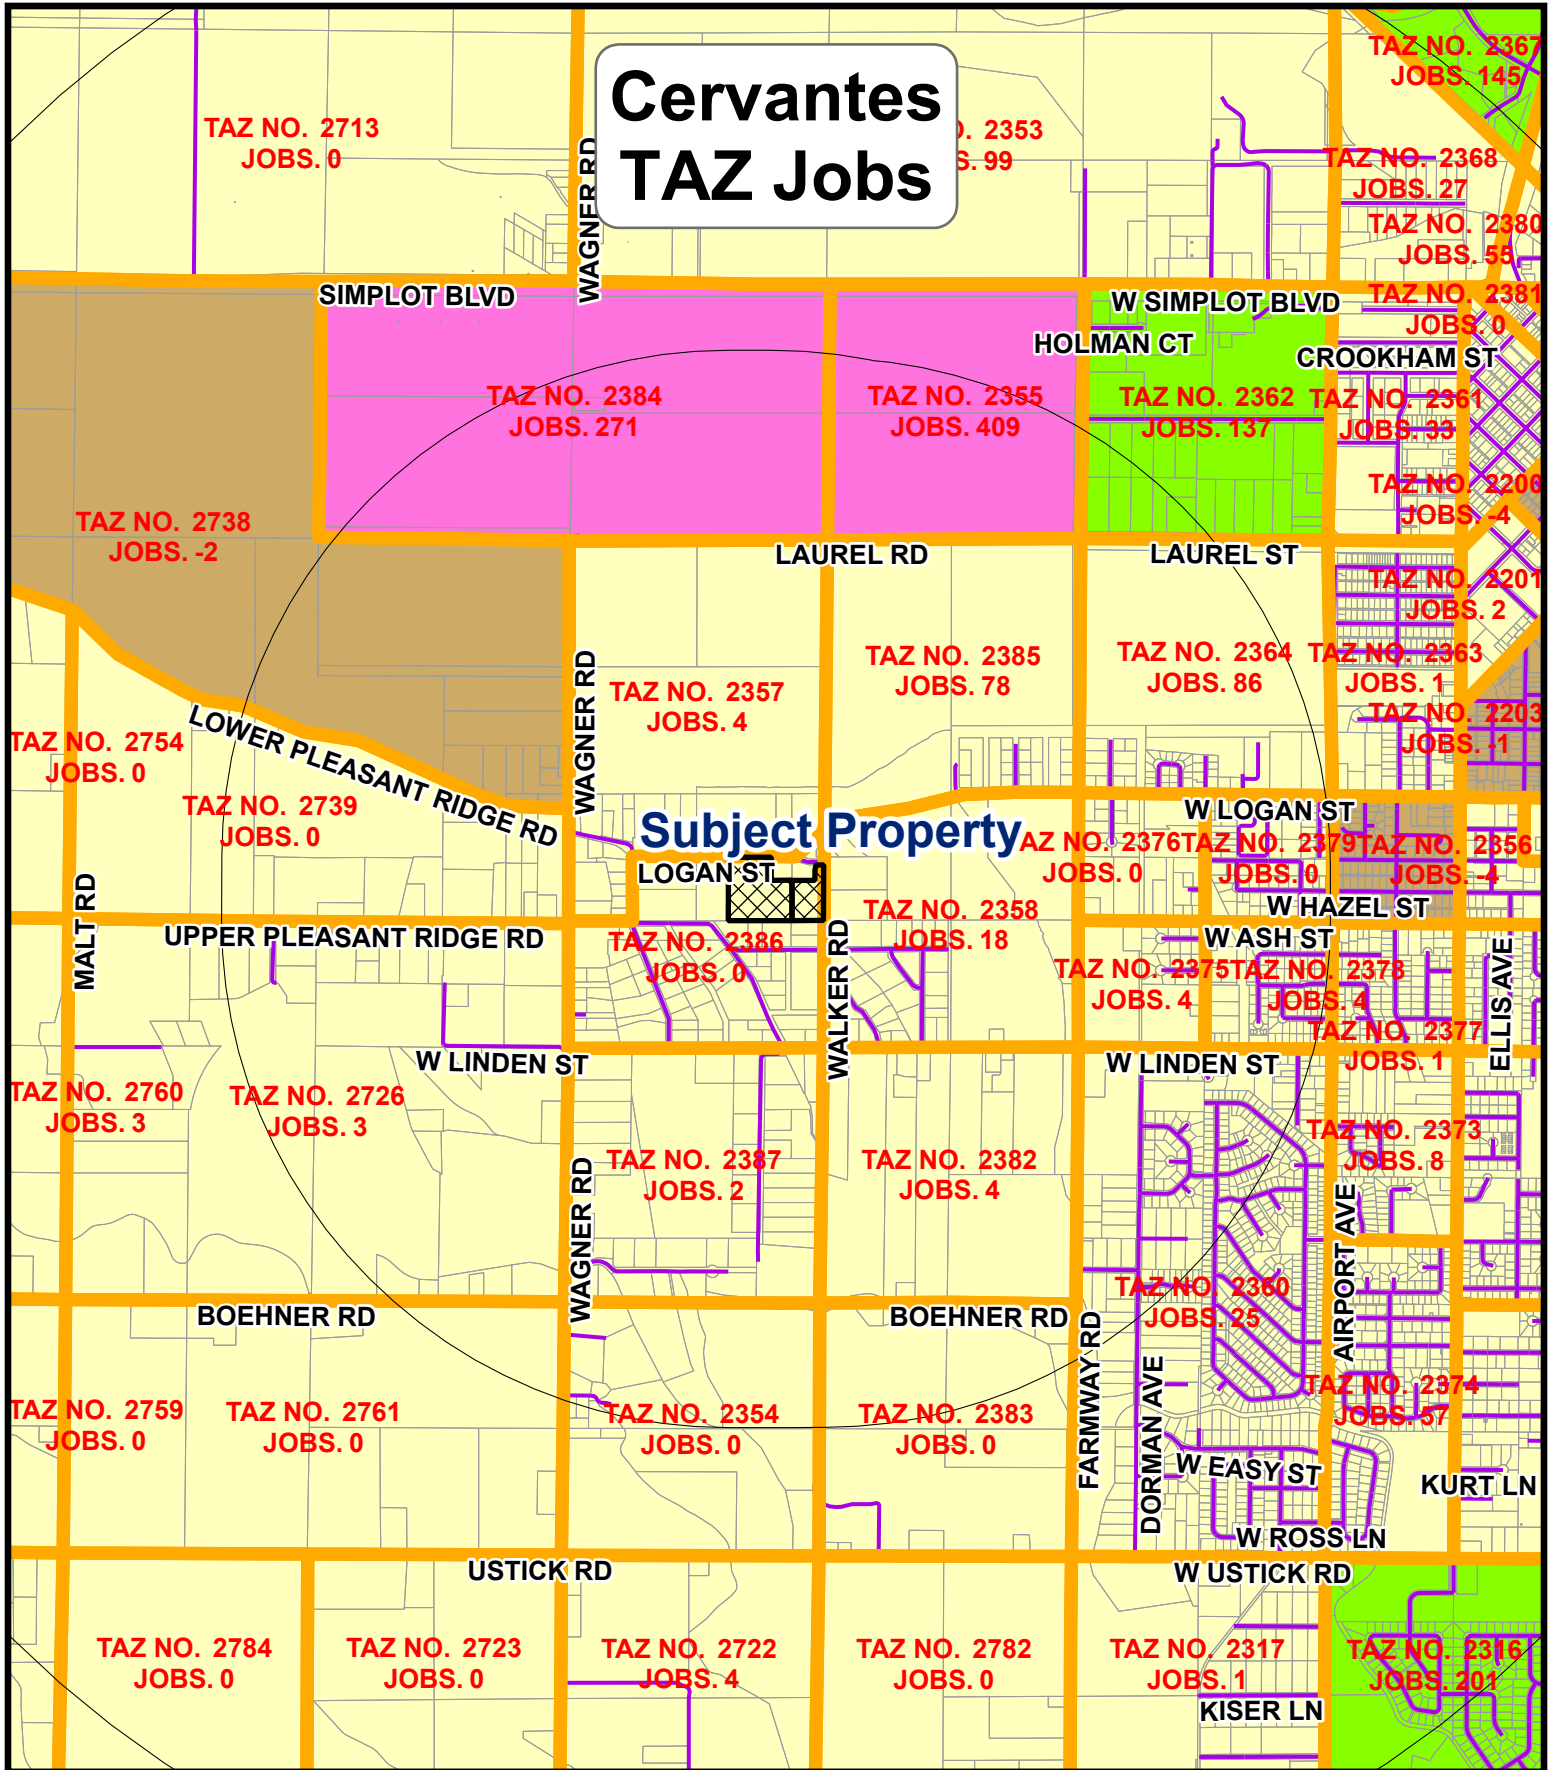 Cervantes
TAZ Jobs
TAZ NO. 2367
JOBS. 145
TAZ NO. 2713
JOBS. 0
. 2353
S. 99
WAGNER RD
TAZ NO. 2368
JOBS. 27
TAZ NO. 2380
JOBS. 55
SIMPLOT BLVD
W SIMPLOT BLVD
TAZ NO. 2381
JOBS. 0
HOLMAN CT
CROOKHAM ST
TAZ NO. 2384
JOBS. 271
TAZ NO. 2355
JOBS. 409
TAZ NO. 2362
JOBS. 137
TAZ NO. 2361
JOBS. 33
TAZ NO. 2200
JOBS. -4
TAZ NO. 2738
JOBS. -2
LAUREL RD
LAUREL ST
TAZ NO. 2201
JOBS. 2
TAZ NO. 2385
JOBS. 78
TAZ NO. 2364
JOBS. 86
TAZ NO. 2363
JOBS. 1
TAZ NO. 2357
JOBS. 4
WAGNER RD
TAZ NO. 2203
JOBS. -1
LOWER PLEASANT RIDGE RD
TAZ NO. 2754
JOBS. 0
TAZ NO. 2739
JOBS. 0
W LOGAN ST
Subject Property
TAZ NO. 2376
JOBS. 0
TAZ NO. 2379
JOBS. 0
TAZ NO. 2356
JOBS. -4
LOGAN ST
W HAZEL ST
TAZ NO. 2358
JOBS. 18
MALT RD
UPPER PLEASANT RIDGE RD
W ASH ST
TAZ NO. 2386
JOBS. 0
WALKER RD
TAZ NO. 2375
JOBS. 4
TAZ NO. 2378
JOBS. 4
ELLIS AVE
TAZ NO. 2377
JOBS. 1
W LINDEN ST
W LINDEN ST
TAZ NO. 2760
JOBS. 3
TAZ NO. 2726
JOBS. 3
TAZ NO. 2373
JOBS. 8
TAZ NO. 2387
JOBS. 2
TAZ NO. 2382
JOBS. 4
WAGNER RD
AIRPORT AVE
TAZ NO. 2360
JOBS. 25
BOEHNER RD
BOEHNER RD
FARMWAY RD
DORMAN AVE
TAZ NO. 2374
JOBS. 57
TAZ NO. 2759
JOBS. 0
TAZ NO. 2761
JOBS. 0
TAZ NO. 2354
JOBS. 0
TAZ NO. 2383
JOBS. 0
W EASY ST
KURT LN
W ROSS LN
USTICK RD
W USTICK RD
TAZ NO. 2784
JOBS. 0
TAZ NO. 2723
JOBS. 0
TAZ NO. 2722
JOBS. 4
TAZ NO. 2782
JOBS. 0
TAZ NO. 2317
JOBS. 1
TAZ NO. 2316
JOBS. 201
KISER LN